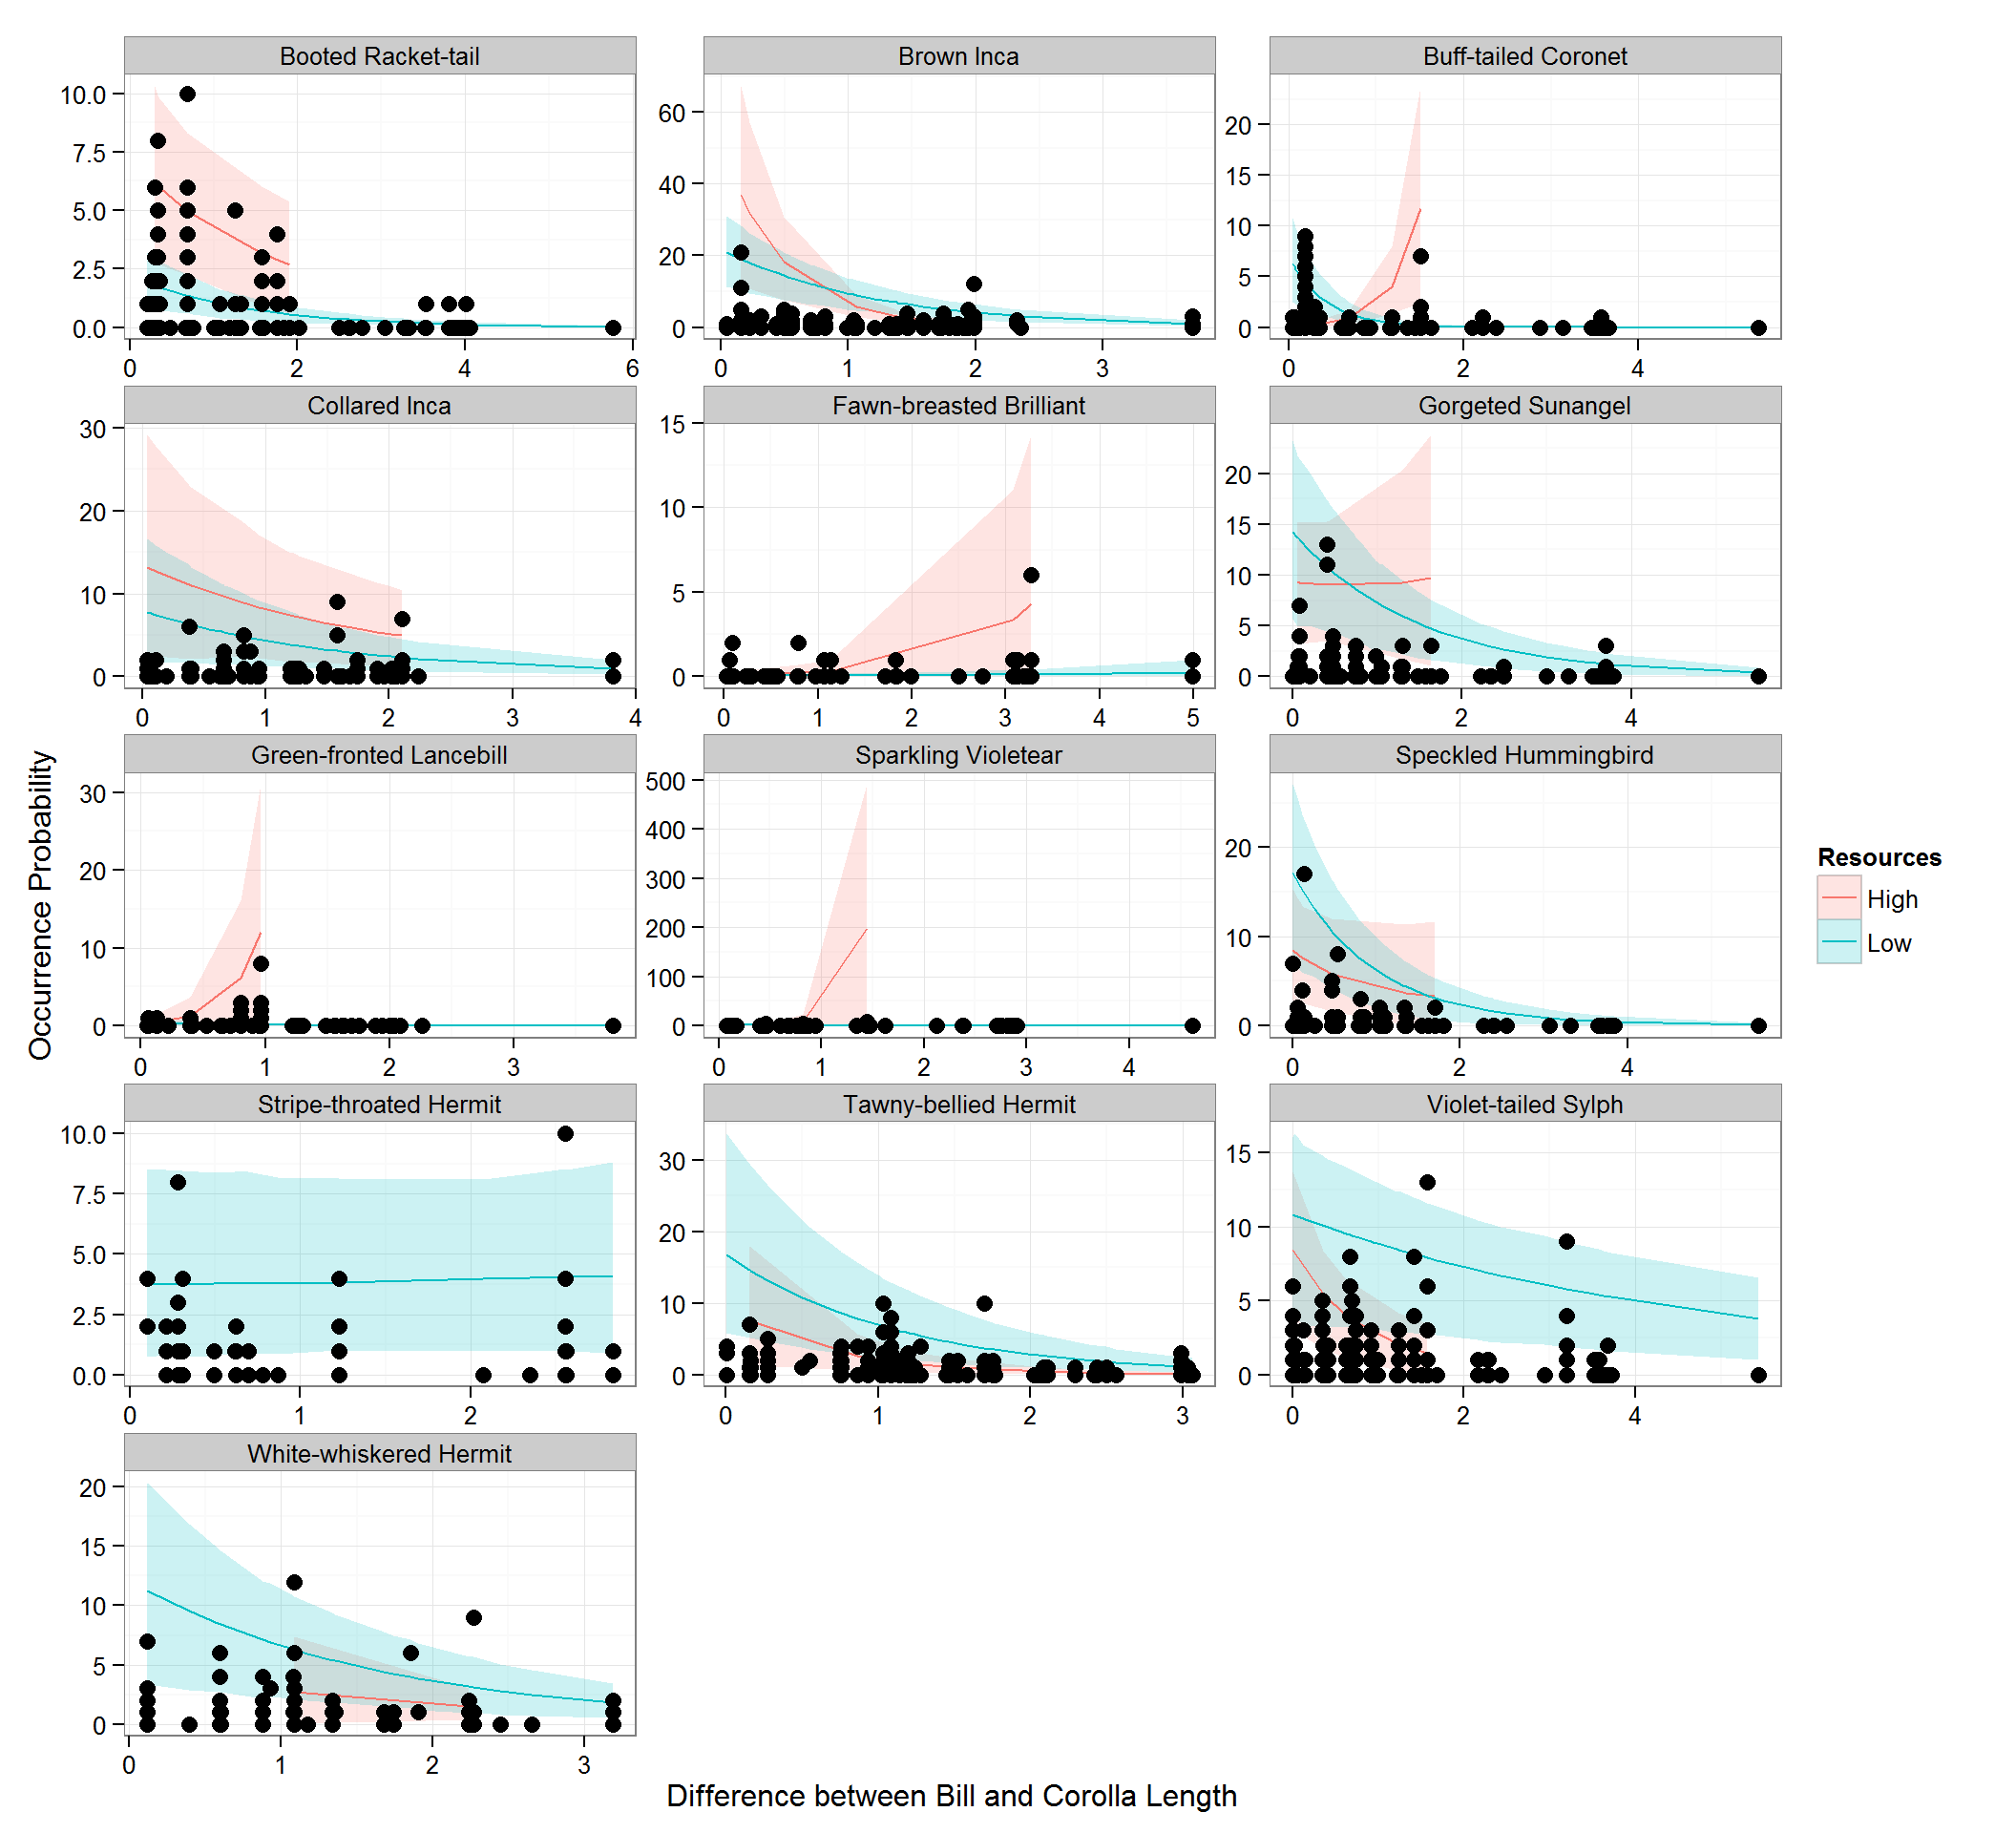 Booted Racket-tail
Brown Inca
Buff-tailed Coronet
10.0
7.5
5.0
2.5
0.0
0 2 4 6
60
40
20
0
0 1 2 3
20
15
10
5
0
0 2 4
Collared Inca
Fawn-breasted Brilliant
Gorgeted Sunangel
30
20
10
0
0 1 2 3 4
15
10
5
0
0 1 2 3 4 5
20
15
10
5
0
0 2 4
Green-fronted Lancebill
Sparkling Violetear
Speckled Hummingbird
30
20
10
0
0 1 2 3
500
400
300
200
100
0
0 1 2 3 4
20
10
0
0 2 4
Stripe-throated Hermit
Tawny-bellied Hermit
Violet-tailed Sylph
10.0
7.5
5.0
2.5
0.0
0 1 2
30
20
10
0
0 1 2 3
15
10
5
0
0 2 4
White-whiskered Hermit
20
15
10
5
0
0 1 2 3
Occurrence Probability
Difference between Bill and Corolla Length
Resources
High
Low